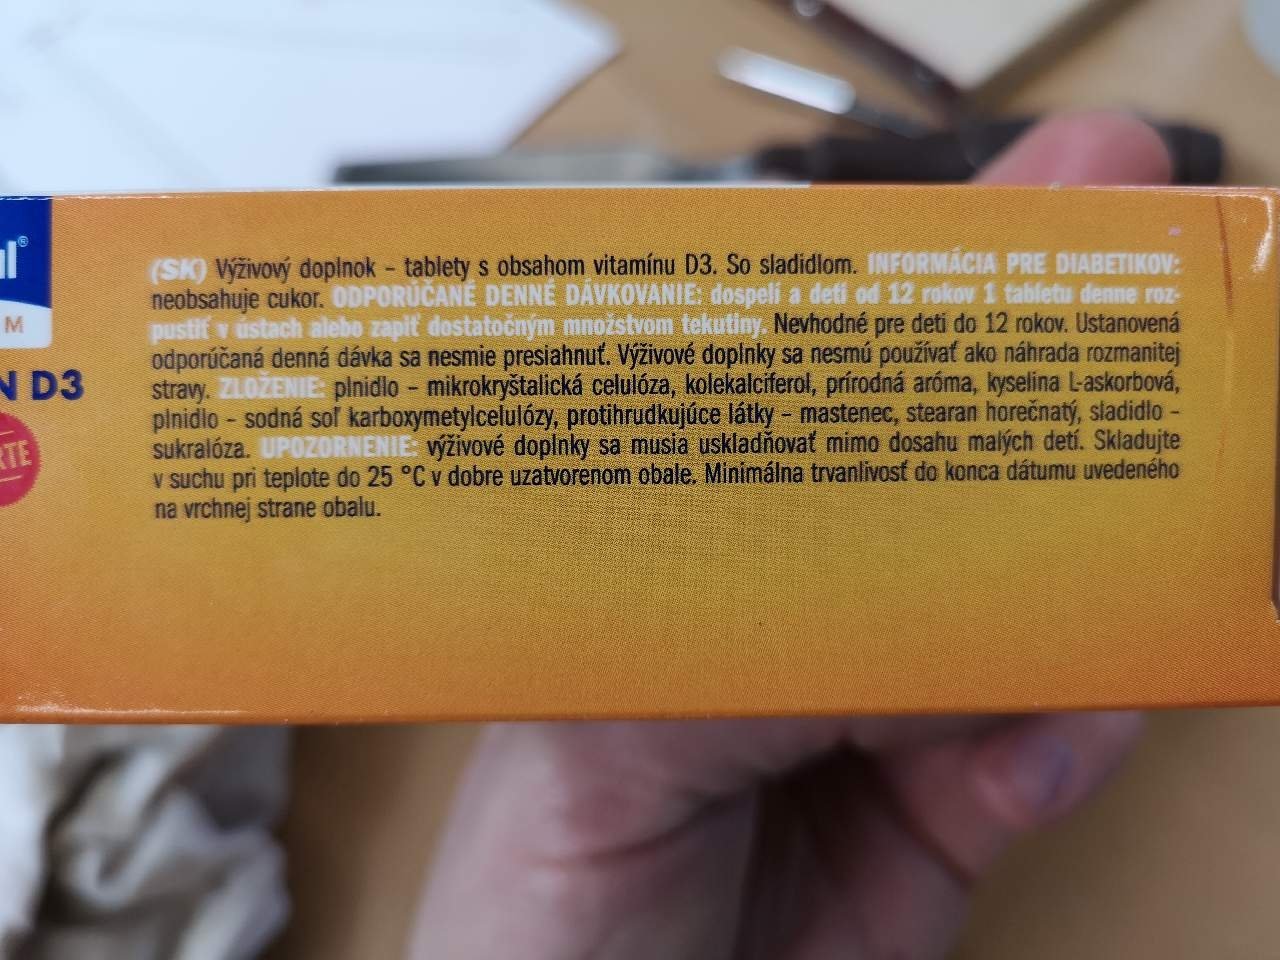 l®
M
N D3
RTE
(SK) Výživový doplnok – tablety s obsahom vitamínu D3. So sladidlom. INFORMÁCIA PRE DIABETIKOV:
neobsahuje cukor. ODPORÚČANÉ DENNÉ DÁVKOVANIE: dospelí a deti od 12 rokov 1 tabletu denne roz-
pustiť v ústach alebo zapiť dostatočným množstvom tekutiny. Nevhodné pre deti do 12 rokov. Ustanovená
odporúčaná denná dávka sa nesmie presiahnuť. Výživové doplnky sa nesmú používať ako náhrada rozmanitej
stravy. ZLOŽENIE: plnidlo – mikrokryštalická celulóza, kolekalciferol, prírodná aróma, kyselina L-askorbová,
plnidlo – sodná soľ karboxymetylcelulózy, protihrudkujúce látky – mastenec, stearan horečnatý, sladidlo –
sukralóza. UPOZORNENIE: výživové doplnky sa musia uskladňovať mimo dosahu malých detí. Skladujte
v suchu pri teplote do 25 °C v dobre uzatvorenom obale. Minimálna trvanlivosť do konca dátumu uvedeného
na vrchnej strane obalu.